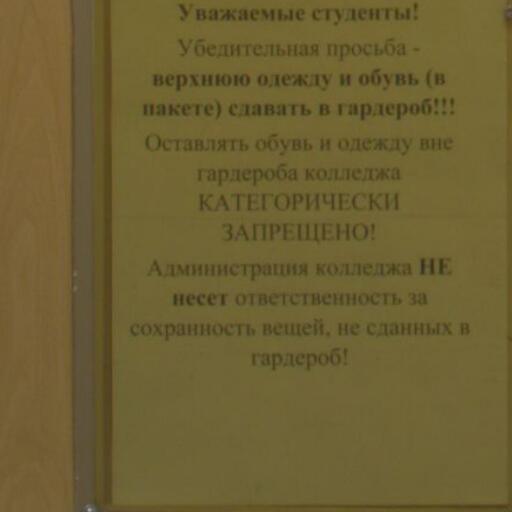 Уважаемые студенты!
Убедительная просьба -
верхнюю одежду и обувь (в
пакете) сдавать в гардероб!!!
Оставлять обувь и одежду вне
гардероба колледжа
КАТЕГОРИЧЕСКИ
ЗАПРЕЩЕНО!
Администрация колледжа НЕ
несет ответственность за
сохранность вещей, не сданных в
гардероб!